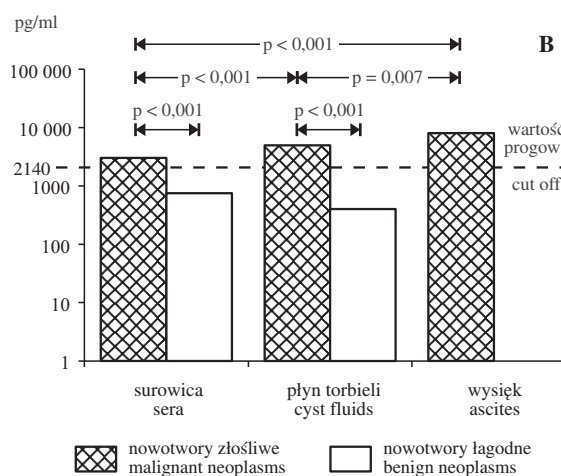 pg/ml
p < 0,001
B
100 000
p < 0,001
p = 0,007
p < 0,001
p < 0,001
10 000
wartość
progow
2140
1000
cut off
100
10
1
surowica
sera
płyn torbieli
cyst fluids
wysięk
ascites
nowotwory złośliwe
malignant neoplasms
nowotwory łagodne
benign neoplasms